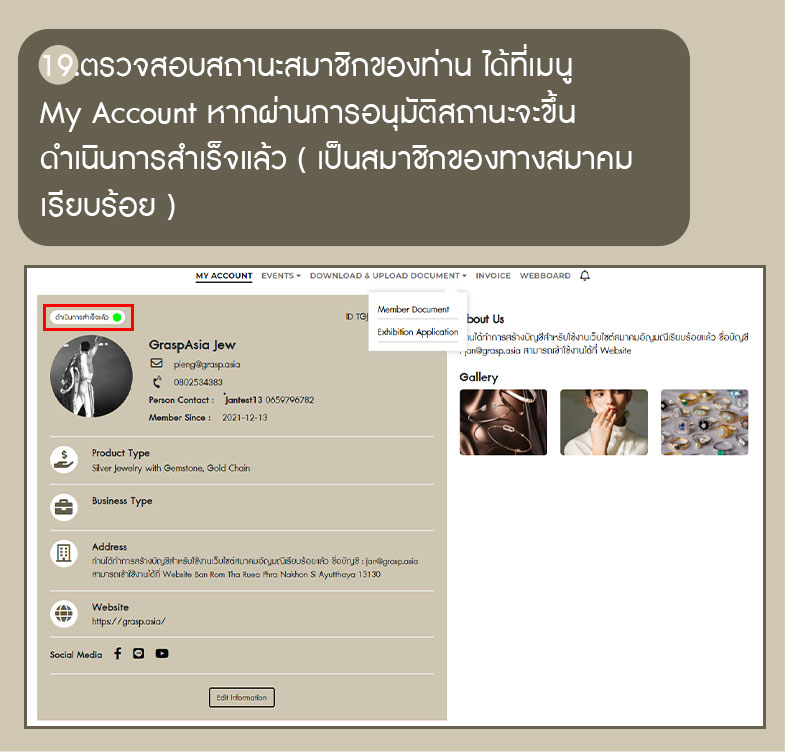 19.ตรวจสอบสถานะสมาชิกของท่าน ได้ที่เมนู
My Account หากผ่านการอนุมัติสถานะจะขึ้น
ดำเนินการสำเร็จแล้ว ( เป็นสมาชิกของทางสมาคม
เรียบร้อย )
MY ACCOUNT EVENTS DOWNLOAD & UPLOAD DOCUMENT INVOICE WEBBOARD
ดำเนินการสำเร็จแล้ว
ID TGJ
Member Document
Exhibition Application
GraspAsia Jew
pieng@grasp.asia
0802534383
Person Contact : ์jantest13 0659796782
Member Since : 2021-12-13
Product Type
Silver Jewelry with Gemstone, Gold Chain
Business Type
Address
ท่านได้ทำการสร้างบัญชีสำหรับใช้งานเว็บไซต์สมาคมอัญมณีเรียบร้อยแล้ว ชื่อบัญชี : jan@grasp.asia
สามารถเข้าใช้งานได้ที่ Website Ban Rom Tha Ruea Phra Nakhon Si Ayutthaya 13130
Website
https://grasp.asia/
Social Media
Edit Information
bout Us
านได้ทำการสร้างบัญชีสำหรับใช้งานเว็บไซต์สมาคมอัญมณีเรียบร้อยแล้ว ชื่อบัญชี
: jan@grasp.asia สามารถเข้าใช้งานได้ที่ Website
Gallery